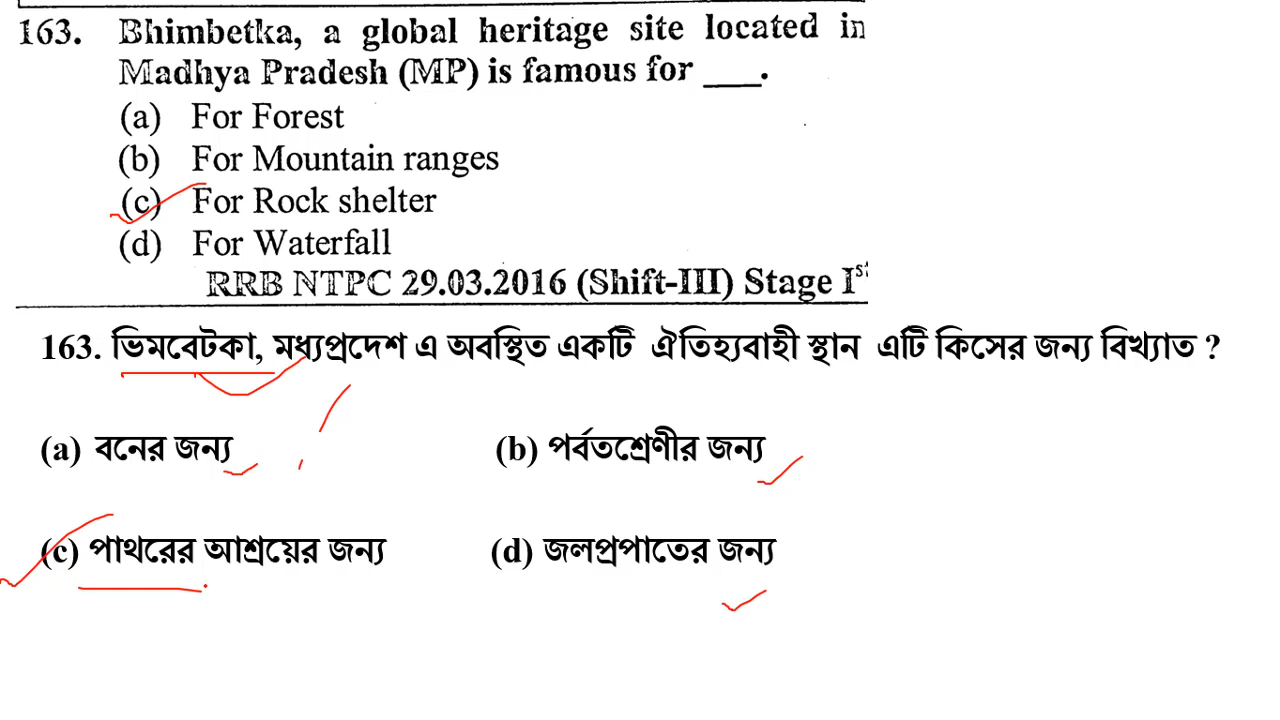 163. Bhimbetka, a global heritage site located in
Madhya Pradesh (MP) is famous for ___.
(a) For Forest
(b) For Mountain ranges
(c) For Rock shelter
(d) For Waterfall
RRB NTPC 29.03.2016 (Shift-III) Stage Ist
163. ভিমবেটকা, মধ্যপ্রদেশ এ অবস্থিত একটি ঐতিহ্যবাহী স্থান এটি কিসের জন্য বিখ্যাত ?
(a) বনের জন্য (b) পর্বতশ্রেণীর জন্য
(c) পাথরের আশ্রয়ের জন্য (d) জলপ্রপাতের জন্য